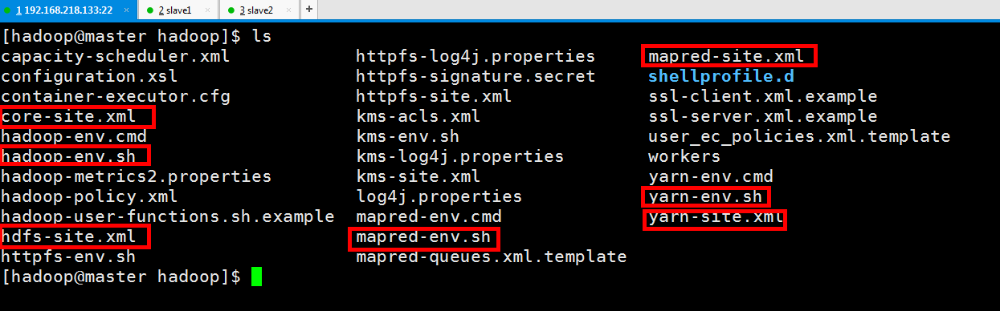 1 192.168.218.133:22 × 2 slave1 × 3 slave2 × +
[hadoop@master hadoop]$ ls
capacity-scheduler.xml httpfs-log4j.properties mapred-site.xml
configuration.xsl httpfs-signature.secret shellprofile.d
container-executor.cfg httpfs-site.xml ssl-client.xml.example
core-site.xml kms-acls.xml ssl-server.xml.example
hadoop-env.cmd kms-env.sh user_ec_policies.xml.template
hadoop-env.sh kms-log4j.properties workers
hadoop-metrics2.properties kms-site.xml yarn-env.cmd
hadoop-policy.xml log4j.properties yarn-env.sh
hadoop-user-functions.sh.example mapred-env.cmd yarn-site.xml
hdfs-site.xml mapred-env.sh
httpfs-env.sh mapred-queues.xml.template
[hadoop@master hadoop]$